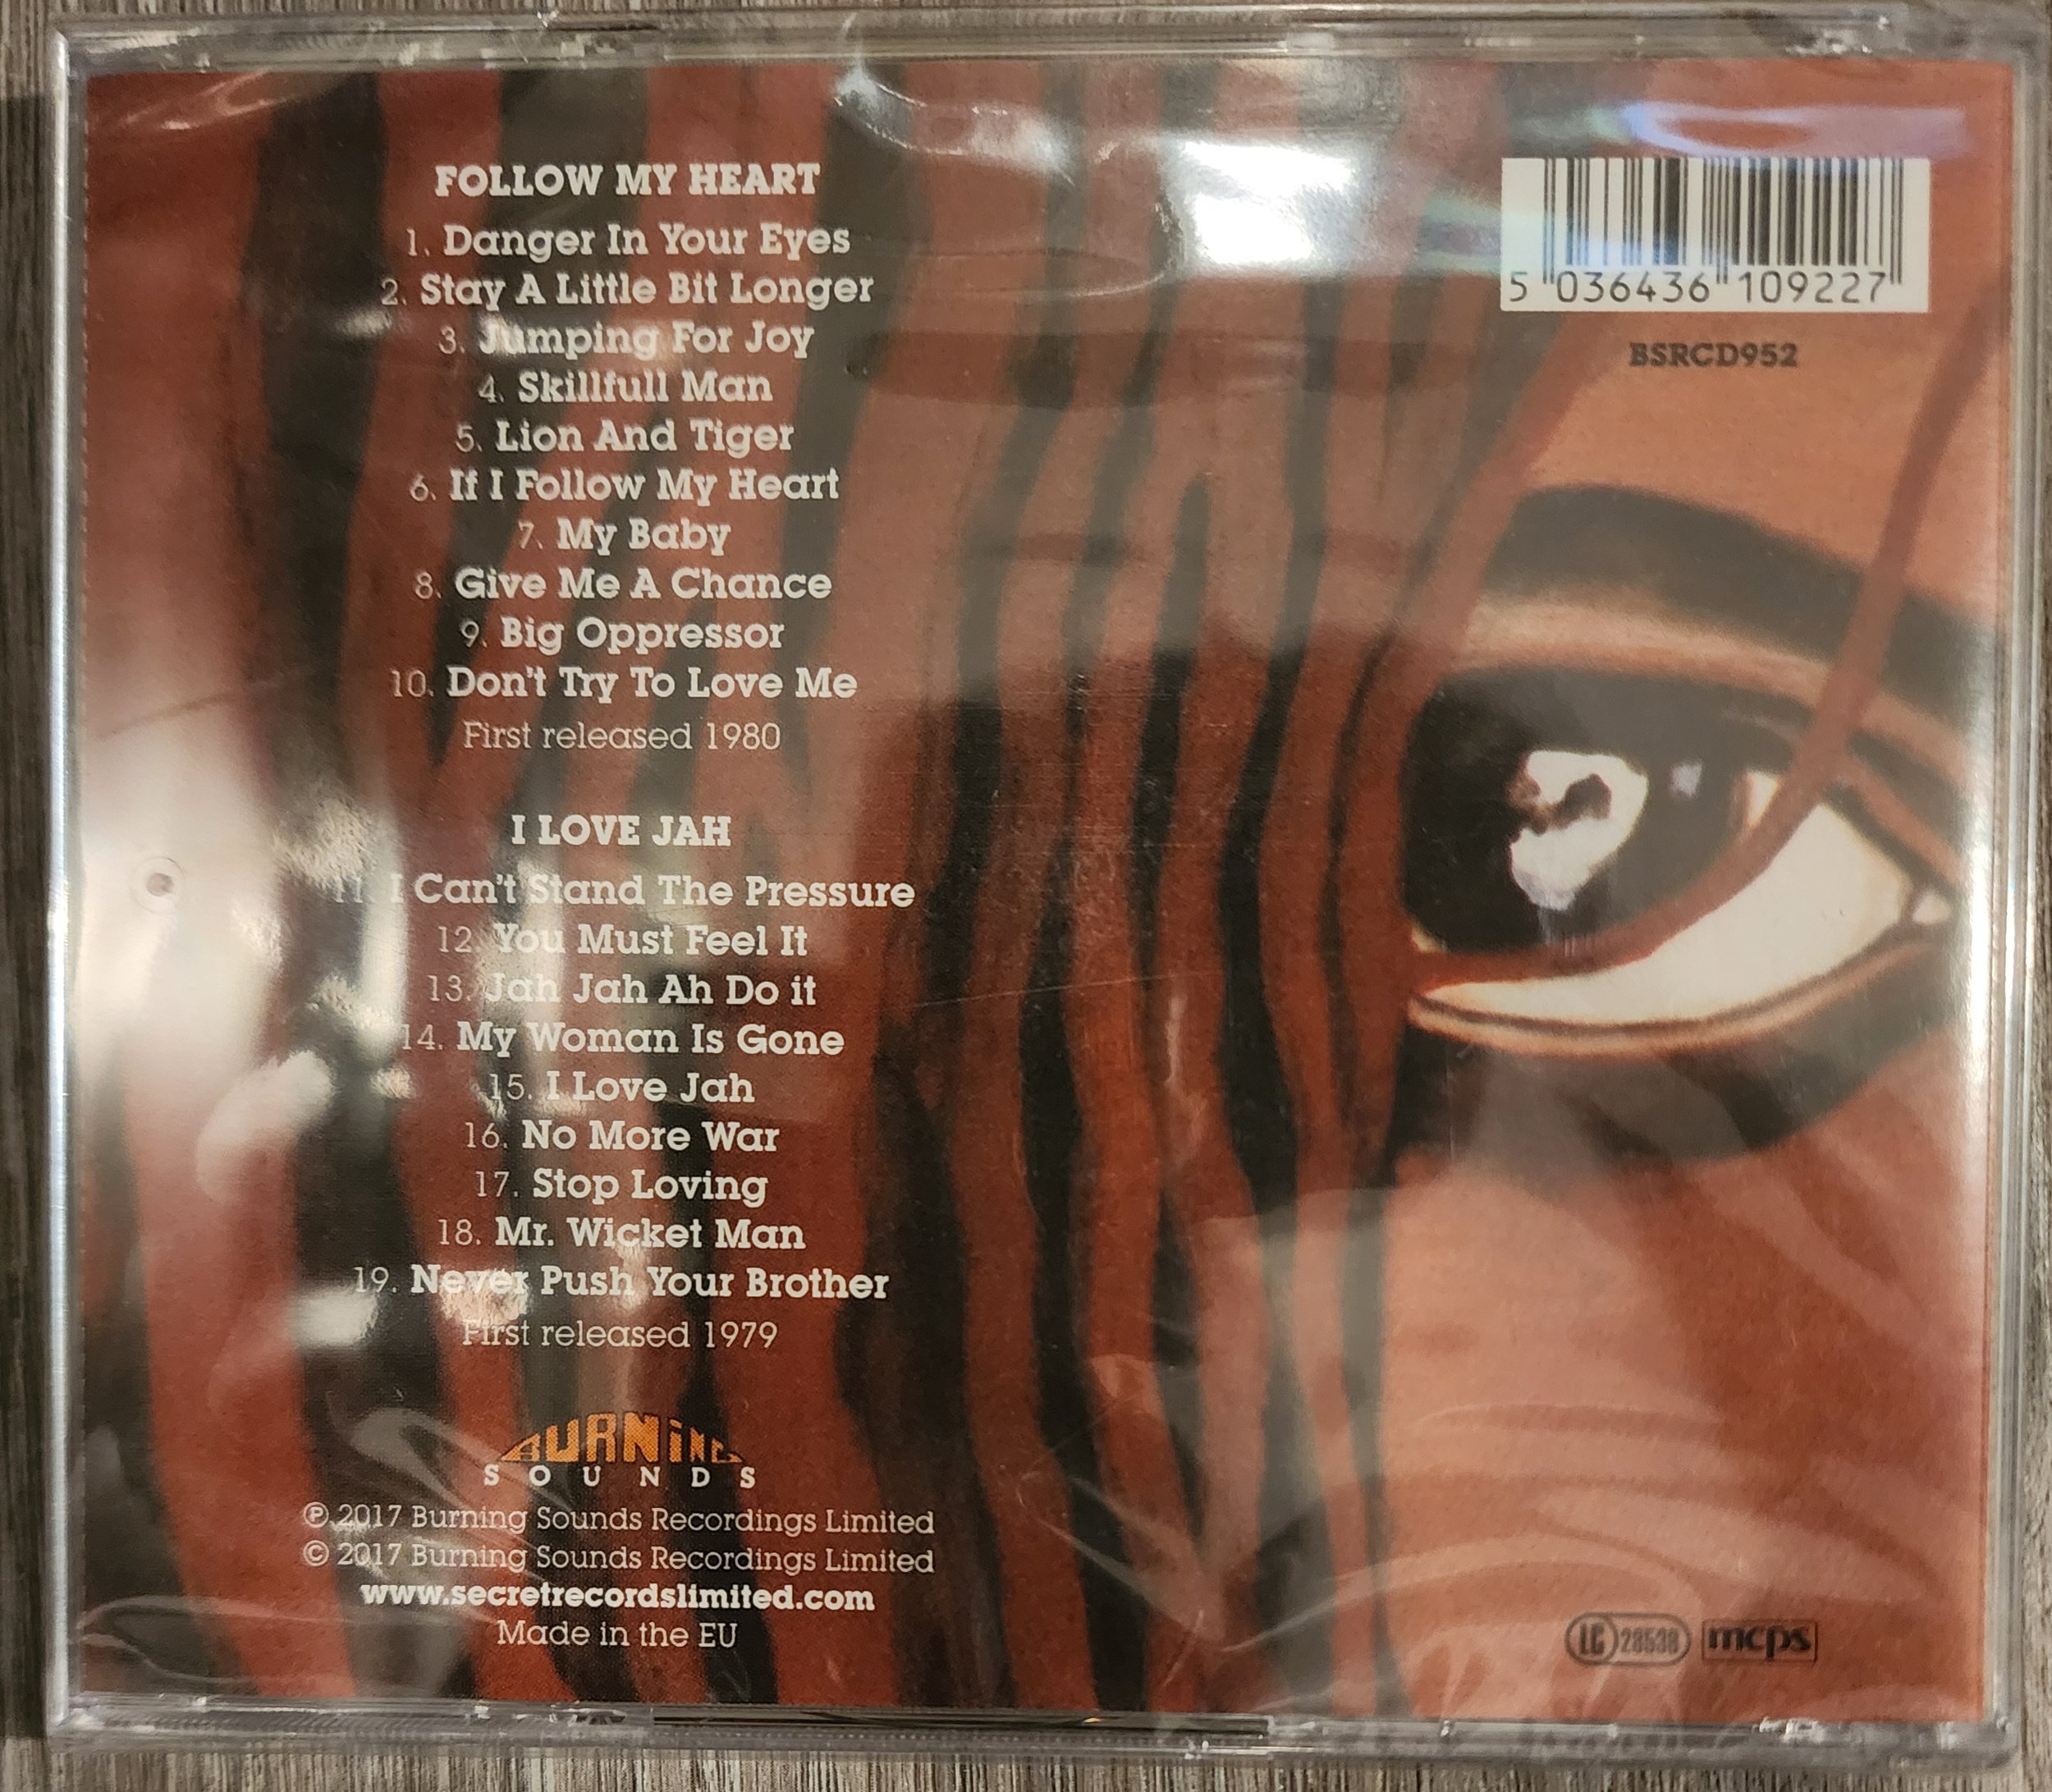 FOLLOW MY HEART
1. Danger In Your Eyes
2. Stay A Little Bit Longer
3. Jumping For Joy
4. Skillfull Man
5. Lion And Tiger
6. If I Follow My Heart
7. My Baby
8. Give Me A Chance
9. Big Oppressor
10. Don't Try To Love Me
First released 1980
I LOVE JAH
11. I Can't Stand The Pressure
12. You Must Feel It
13. Jah Jah Ah Do it
14. My Woman Is Gone
15. I Love Jah
16. No More War
17. Stop Loving
18. Mr. Wicket Man
19. Never Push Your Brother
First released 1979
BURNING
SOUNDS
℗ 2017 Burning Sounds Recordings Limited
© 2017 Burning Sounds Recordings Limited
www.secretrecordslimited.com
Made in the EU
5 036436 109227
BSRCD952
LC 28538 mcps